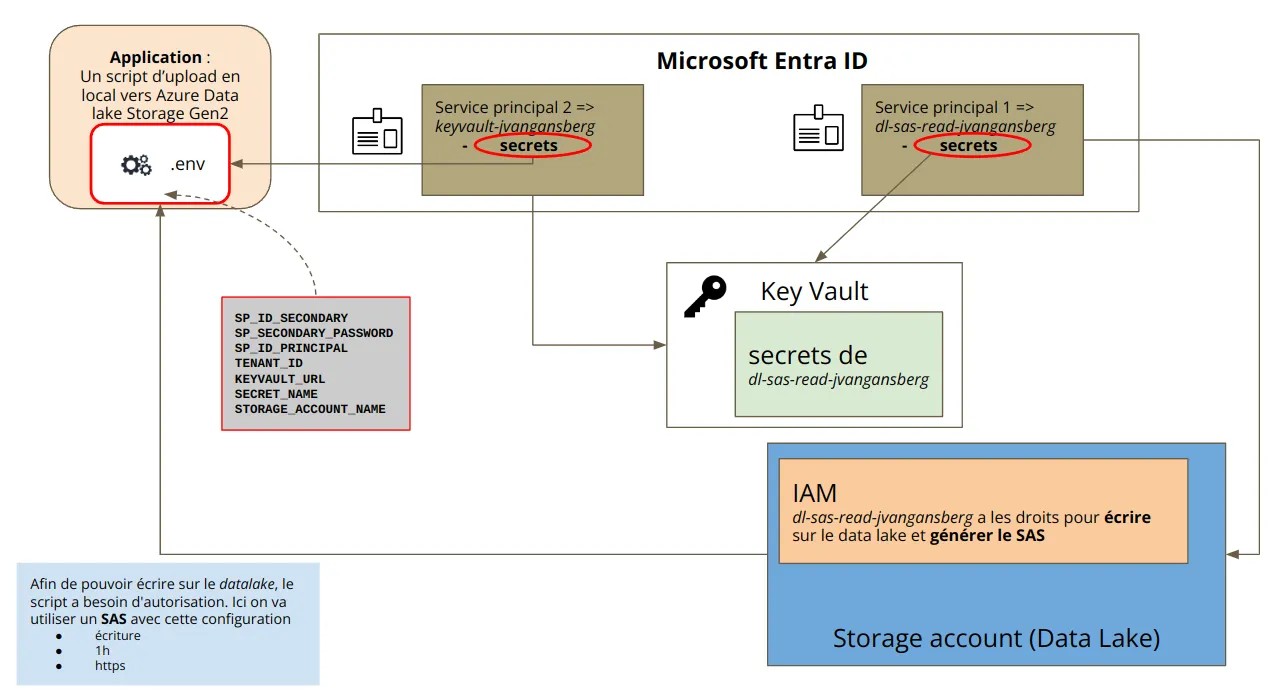 Application :
Un script d’upload en
local vers Azure Data
lake Storage Gen2
.env
Microsoft Entra ID
Service principal 2 =>
keyvault-jvangansberg
- secrets
Service principal 1 =>
dl-sas-read-jvangansberg
- secrets
SP_ID_SECONDARY
SP_SECONDARY_PASSWORD
SP_ID_PRINCIPAL
TENANT_ID
KEYVAULT_URL
SECRET_NAME
STORAGE_ACCOUNT_NAME
Key Vault
secrets de
dl-sas-read-jvangansberg
IAM
dl-sas-read-jvangansberg a les droits pour écrire
sur le data lake et générer le SAS
Storage account (Data Lake)
Afin de pouvoir écrire sur le datalake, le
script a besoin d'autorisation. Ici on va
utiliser un SAS avec cette configuration
● écriture
● 1h
● https